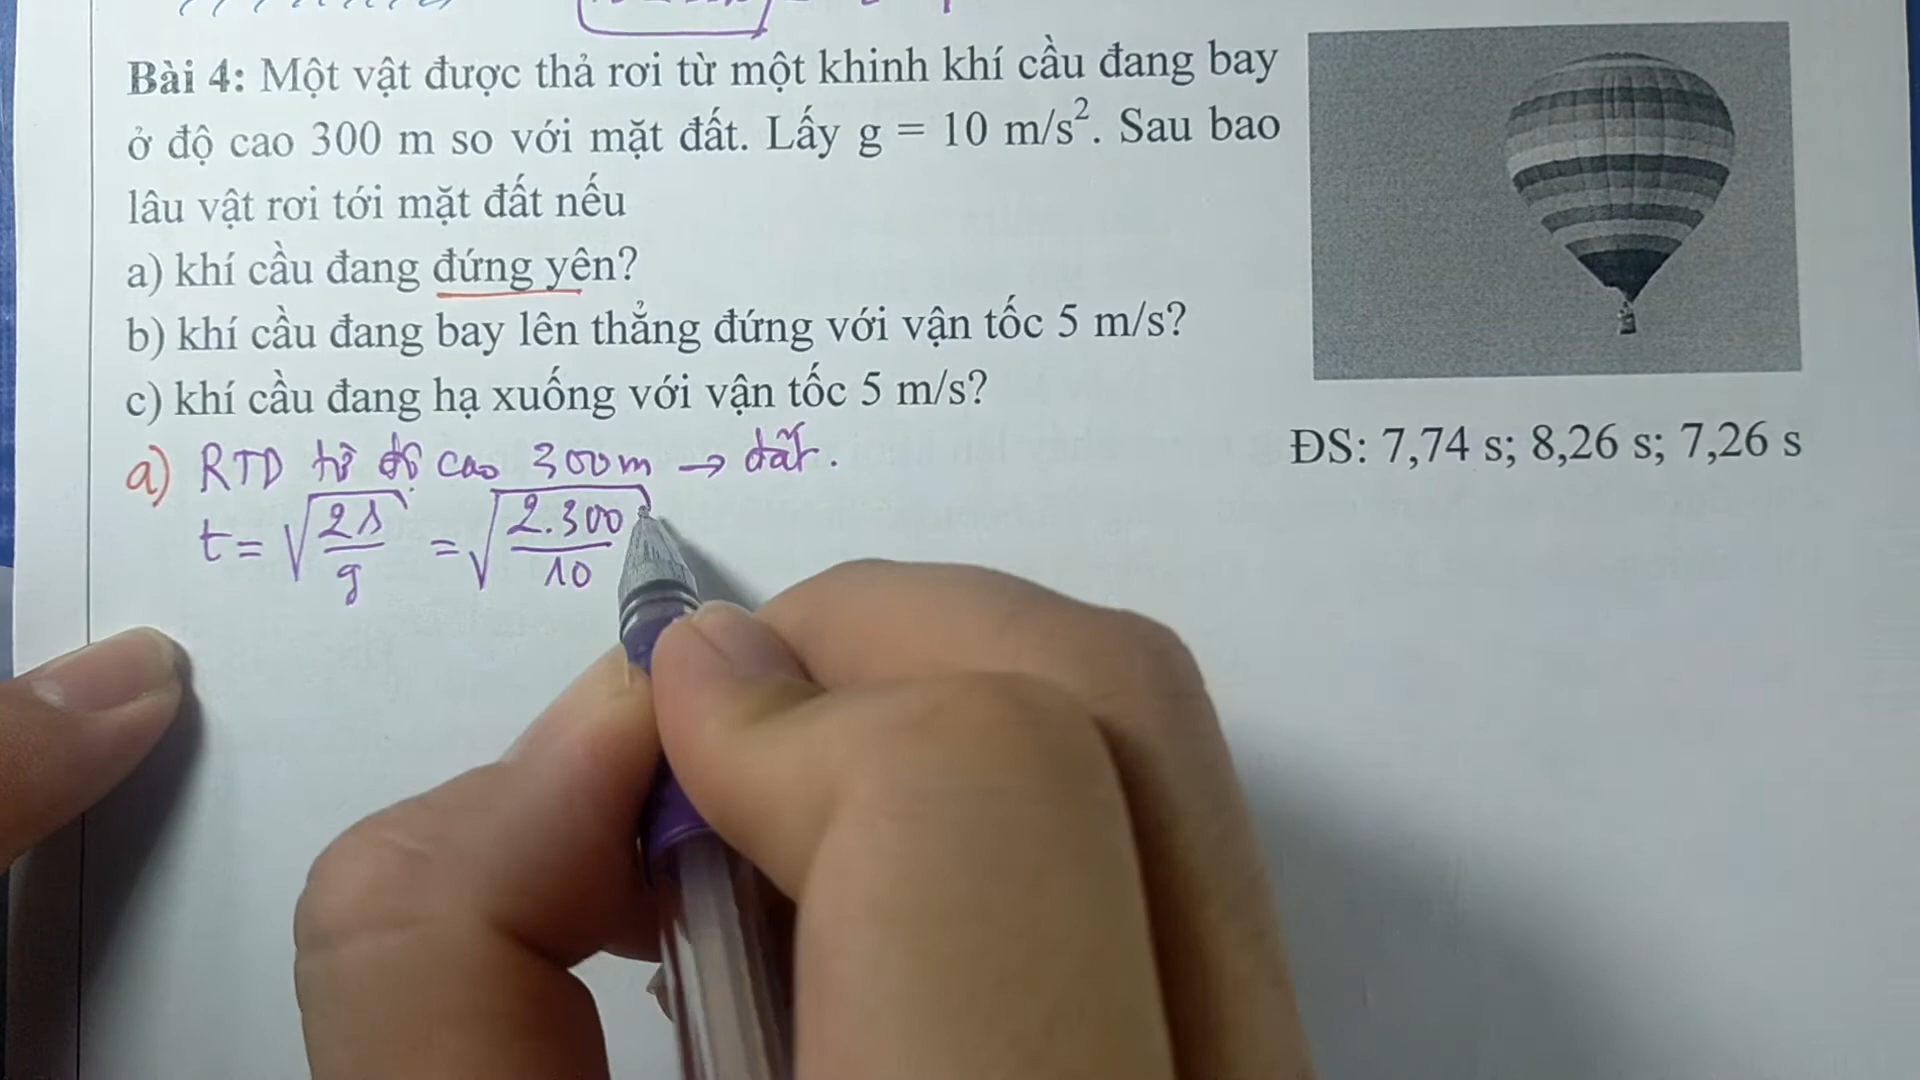 Bài 4: Một vật được thả rơi từ một khinh khí cầu đang bay
ở độ cao 300 m so với mặt đất. Lấy g = 10 m/s². Sau bao
lâu vật rơi tới mặt đất nếu
a) khí cầu đang đứng yên?
b) khí cầu đang bay lên thẳng đứng với vận tốc 5 m/s?
c) khí cầu đang hạ xuống với vận tốc 5 m/s?
ĐS: 7,74 s; 8,26 s; 7,26 s
a) RTD từ độ cao 300m → đất.
t = √(2s/g) = √(2.300/10)